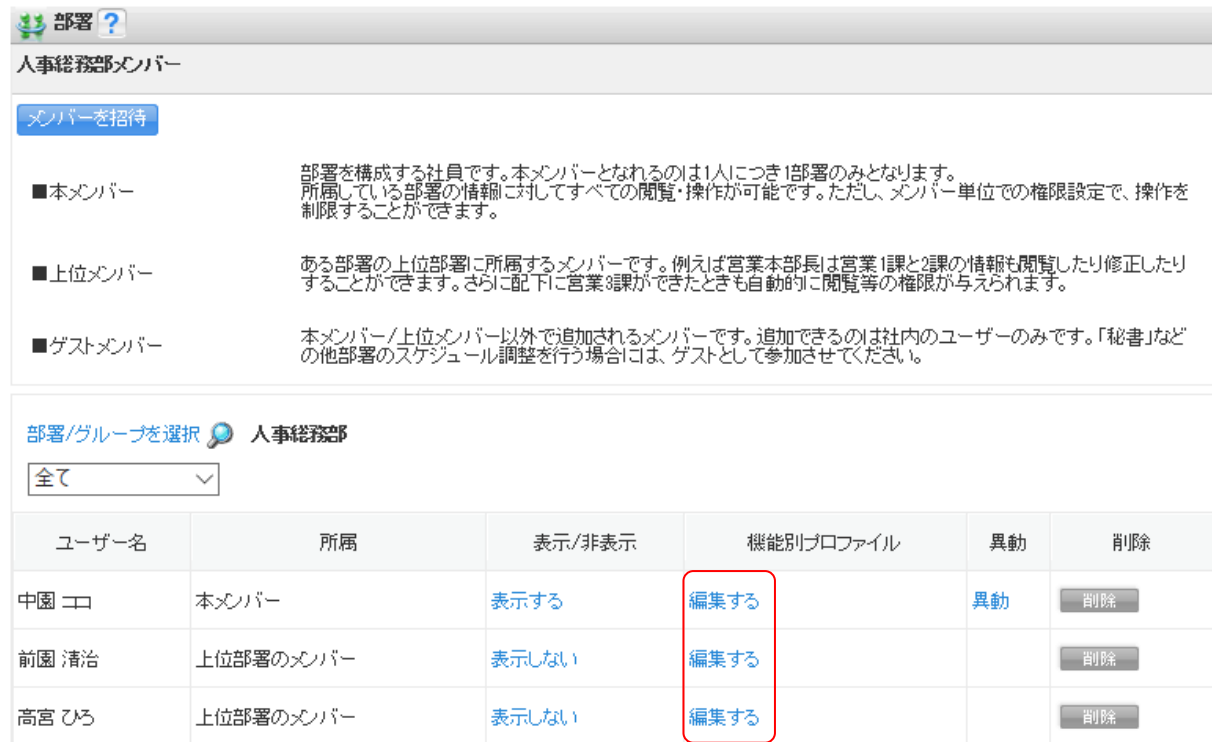 部署 ?
人事総務部メンバー
メンバーを招待
■本メンバー
部署を構成する社員です。本メンバーとなれるのは1人につき1部署のみとなります。
所属している部署の情報に対してすべての閲覧・操作が可能です。ただし、メンバー単位での権限設定で、操作を
制限することができます。
■上位メンバー
ある部署の上位部署に所属するメンバーです。例えば営業本部長は営業1課と2課の情報も閲覧したり修正したり
することができます。さらに配下に営業3課ができたときも自動的に閲覧等の権限が与えられます。
■ゲストメンバー
本メンバー/上位メンバー以外で追加されるメンバーです。追加できるのは社内のユーザーのみです。「秘書」など
の他部署のスケジュール調整を行う場合には、ゲストとして参加させてください。
部署/グループを選択 人事総務部
全て
ユーザー名 所属 表示/非表示 機能別プロファイル 異動 削除
中園 ココ 本メンバー 表示する 編集する 異動 削除
前園 清治 上位部署のメンバー 表示しない 編集する 削除
高宮 ひろ 上位部署のメンバー 表示しない 編集する 削除